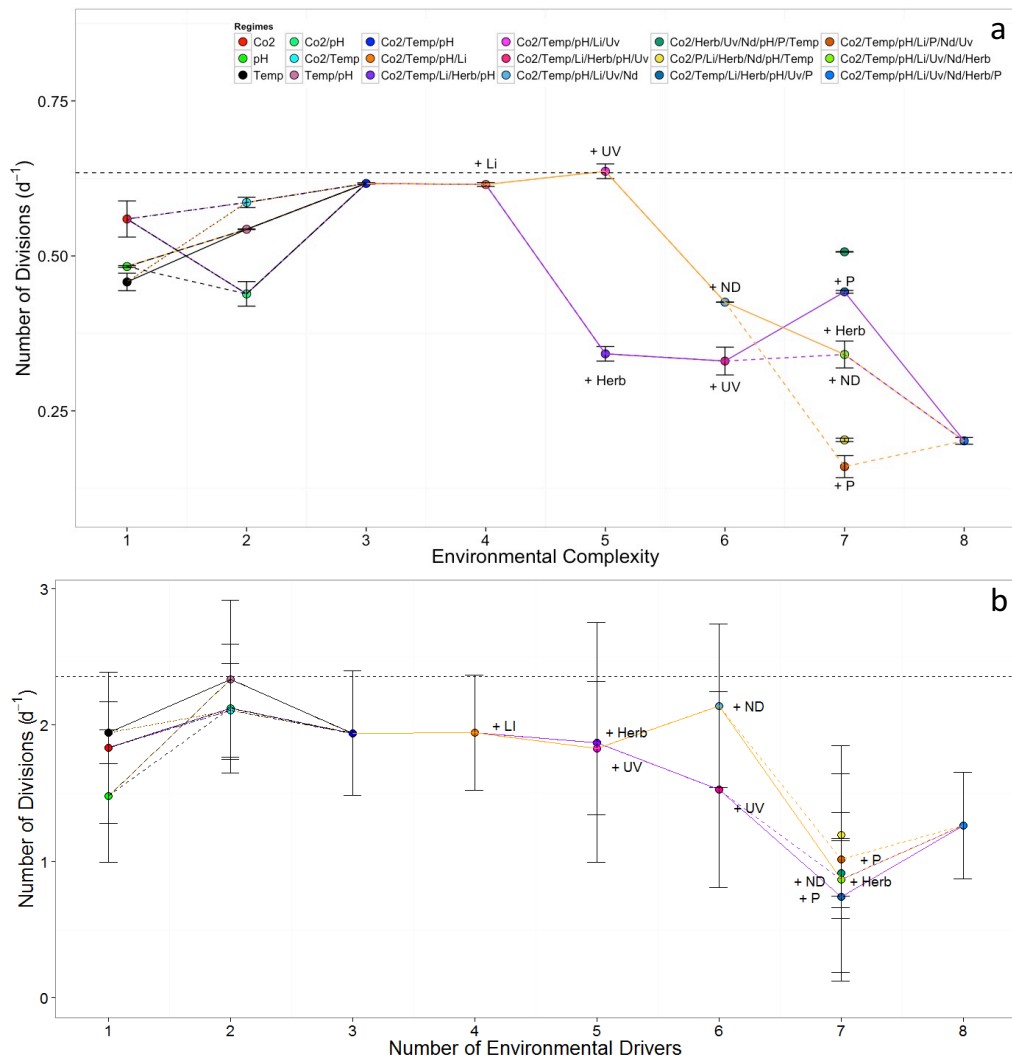 a
Regimes
Co2 Co2/pH Co2/Temp/pH Co2/Temp/pH/Li/Uv Co2/Herb/Uv/Nd/pH/P/Temp Co2/Temp/pH/Li/P/Nd/Uv
pH Co2/Temp Co2/Temp/pH/Li Co2/Temp/Li/Herb/pH/Uv Co2/P/Li/Herb/Nd/pH/Temp Co2/Temp/pH/Li/Uv/Nd/Herb
Temp Temp/pH Co2/Temp/Li/Herb/pH Co2/Temp/pH/Li/Uv/Nd Co2/Temp/Li/Herb/pH/Uv/P Co2/Temp/pH/Li/Uv/Nd/Herb/P
Number of Divisions (d⁻¹)
0.75
0.50
0.25
+ Li
+ UV
+ ND
+ P
+ Herb
+ Herb
+ UV
+ ND
+ P
1 2 3 4 5 6 7 8
Environmental Complexity
b
Number of Divisions (d⁻¹)
3
2
1
0
+ LI
+ Herb
+ UV
+ ND
+ UV
+ P
+ ND + Herb
+ P
1 2 3 4 5 6 7 8
Number of Environmental Drivers